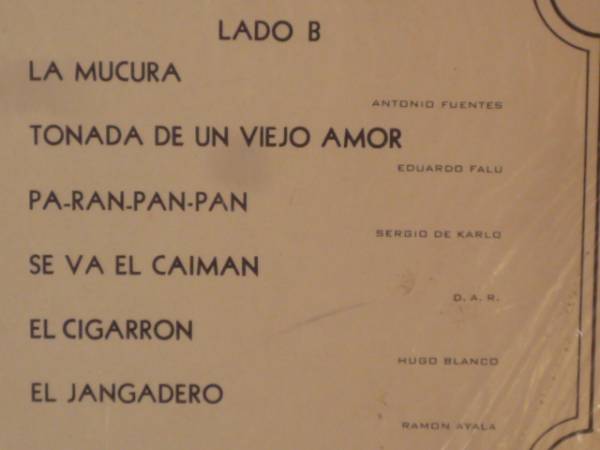 LADO B
LA MUCURA
ANTONIO FUENTES
TONADA DE UN VIEJO AMOR
EDUARDO FALU
PA-RAN-PAN-PAN
SERGIO DE KARLO
SE VA EL CAIMAN
D. A. R.
EL CIGARRON
HUGO BLANCO
EL JANGADERO
RAMON AYALA